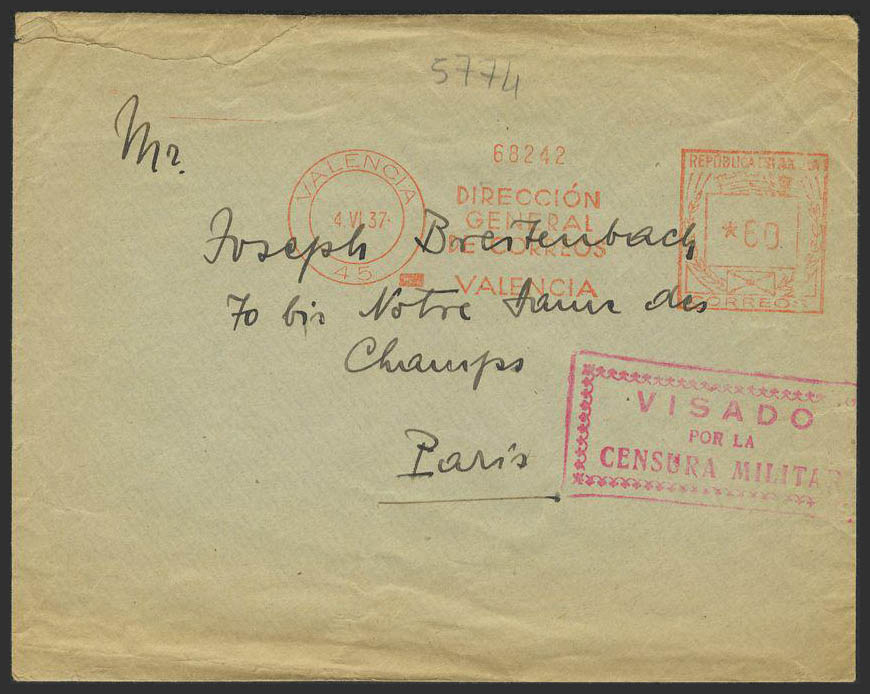 5774
Mr.
VALENCIA
4.VI.37
45
68242
DIRECCIÓN
GENERAL
DE CORREOS
VALENCIA
REPÚBLICA
*60.
CORREOS
Joseph Breitenbach
70 bis Notre Dame des
Champs
Paris
VISADO
POR LA
CENSURA MILITAR